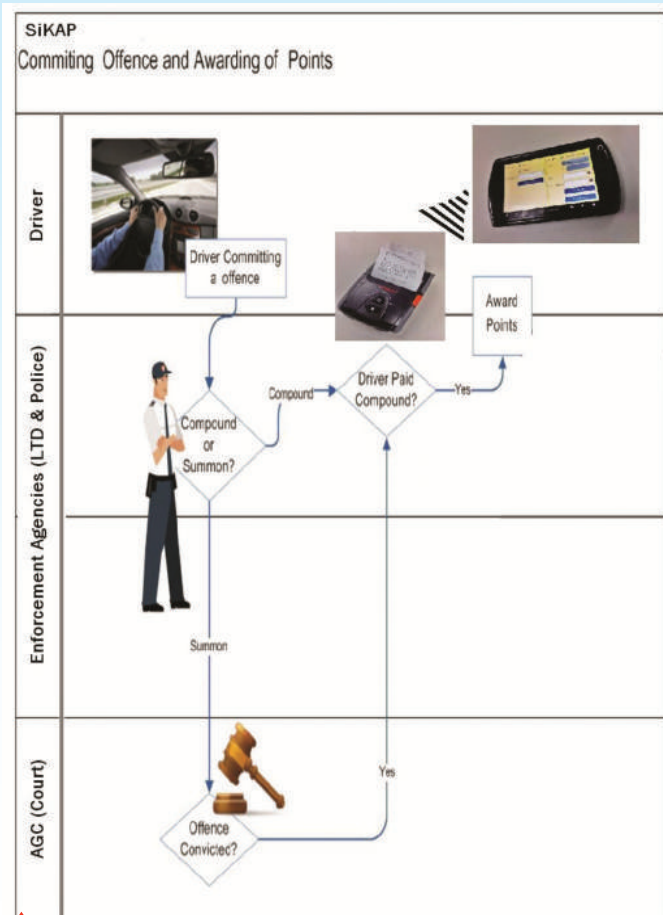 SiKAP
Commiting Offence and Awarding of Points
Driver
Driver Committing
a offence
Award
Points
Enforcement Agencies (LTD & Police)
Compound
or
Summon?
Compound
Driver Paid
Compound?
Yes
Summon
AGC (Court)
Offence
Convicted?
Yes